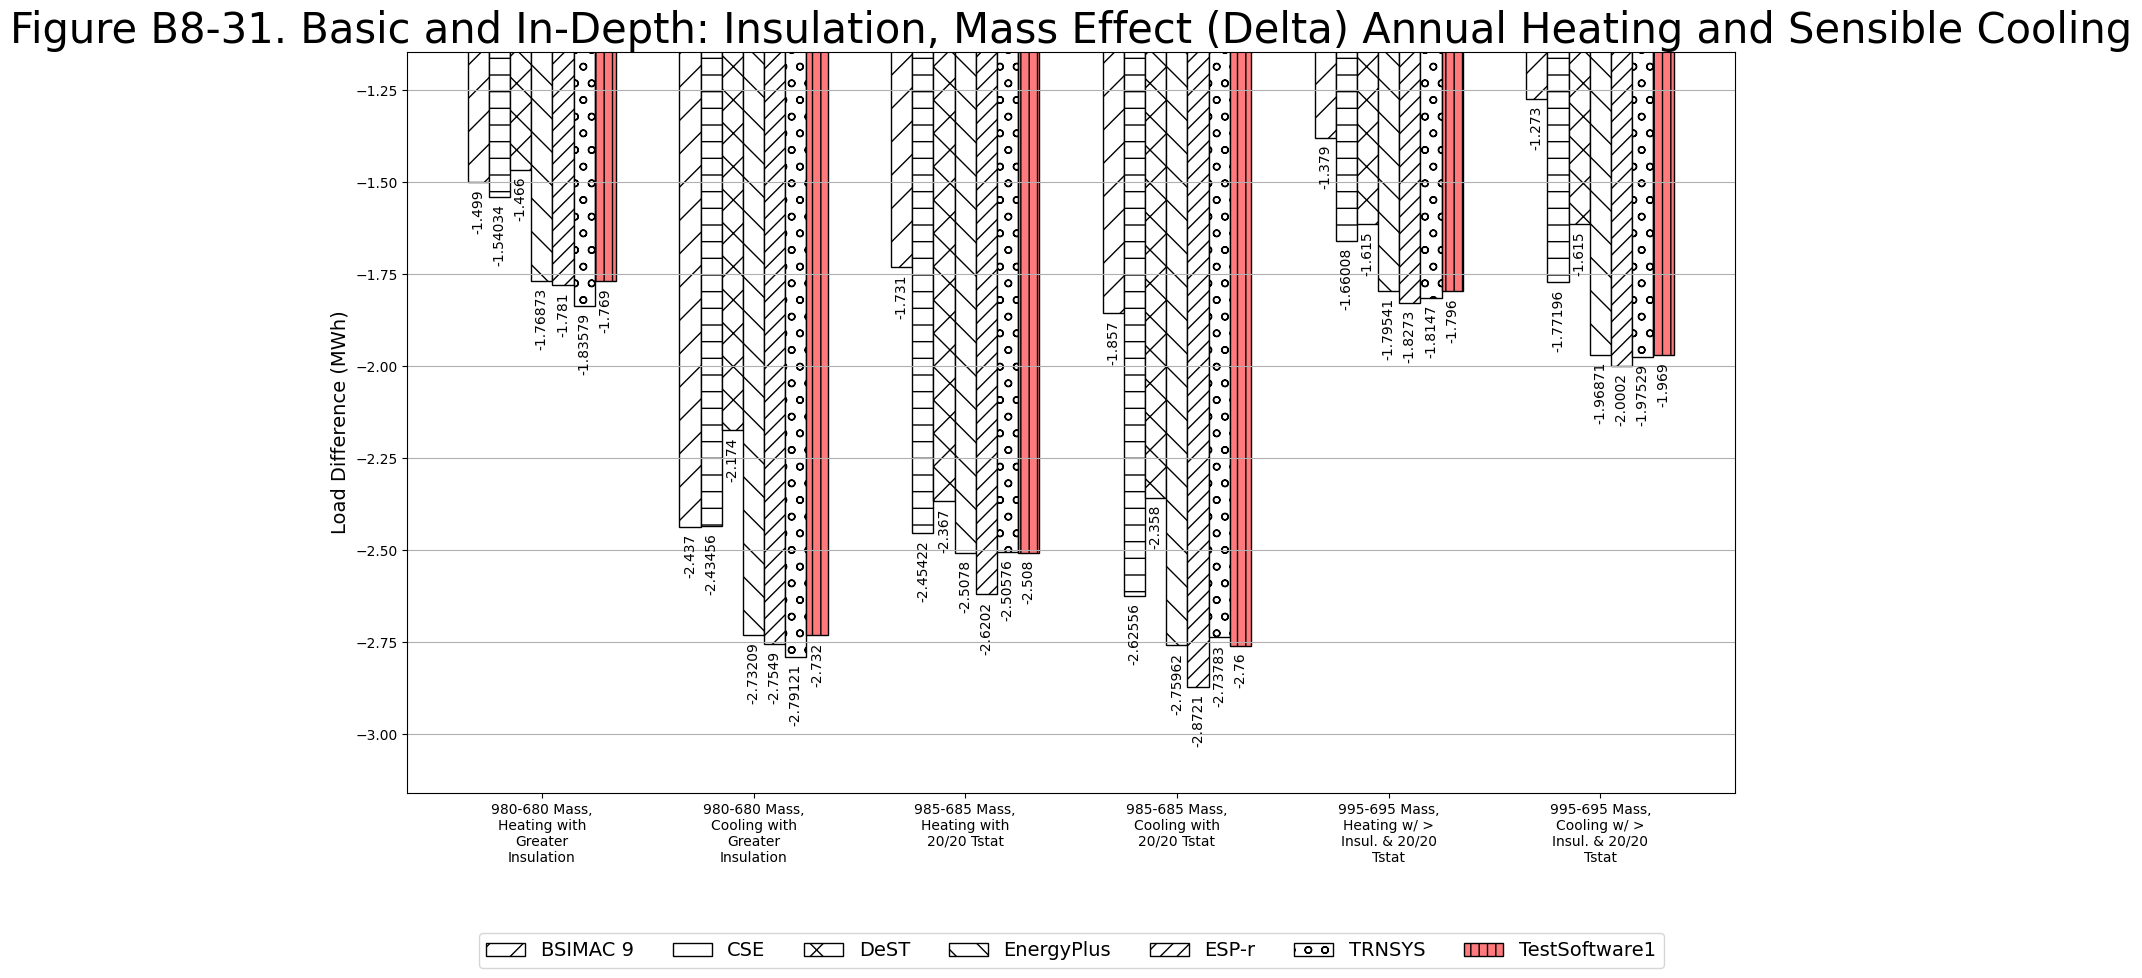 Figure B8-31. Basic and In-Depth: Insulation, Mass Effect (Delta) Annual Heating and Sensible Cooling
Load Difference (MWh)
−1.25
−1.50
−1.75
−2.00
−2.25
−2.50
−2.75
−3.00
-1.499
-1.54034
-1.466
-1.76873
-1.781
-1.83579
-1.769
-2.437
-2.43456
-2.174
-2.73209
-2.7549
-2.79121
-2.732
-1.731
-2.45422
-2.367
-2.5078
-2.6202
-2.50576
-2.508
-1.857
-2.62556
-2.358
-2.75962
-2.8721
-2.73783
-2.76
-1.379
-1.66008
-1.615
-1.79541
-1.8273
-1.8147
-1.796
-1.273
-1.77196
-1.615
-1.96871
-2.0002
-1.97529
-1.969
980-680 Mass,
Heating with
Greater
Insulation
980-680 Mass,
Cooling with
Greater
Insulation
985-685 Mass,
Heating with
20/20 Tstat
985-685 Mass,
Cooling with
20/20 Tstat
995-695 Mass,
Heating w/ >
Insul. & 20/20
Tstat
995-695 Mass,
Cooling w/ >
Insul. & 20/20
Tstat
BSIMAC 9
CSE
DeST
EnergyPlus
ESP-r
TRNSYS
TestSoftware1